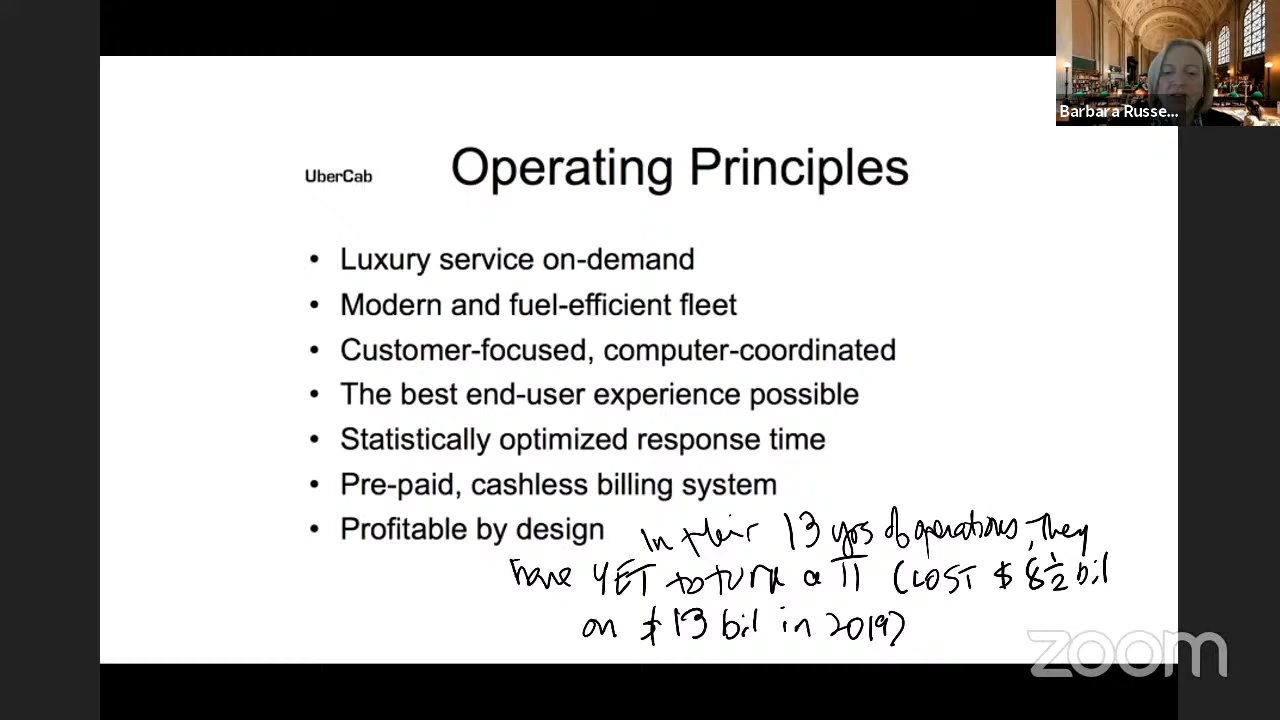 Barbara Russe...
UberCab
Operating Principles
• Luxury service on-demand
• Modern and fuel-efficient fleet
• Customer-focused, computer-coordinated
• The best end-user experience possible
• Statistically optimized response time
• Pre-paid, cashless billing system
• Profitable by design
In their 13 yrs of operations, they
have YET to turn a π (LOST $ 8½ bil
on $ 13 bil in 2019)
zoom